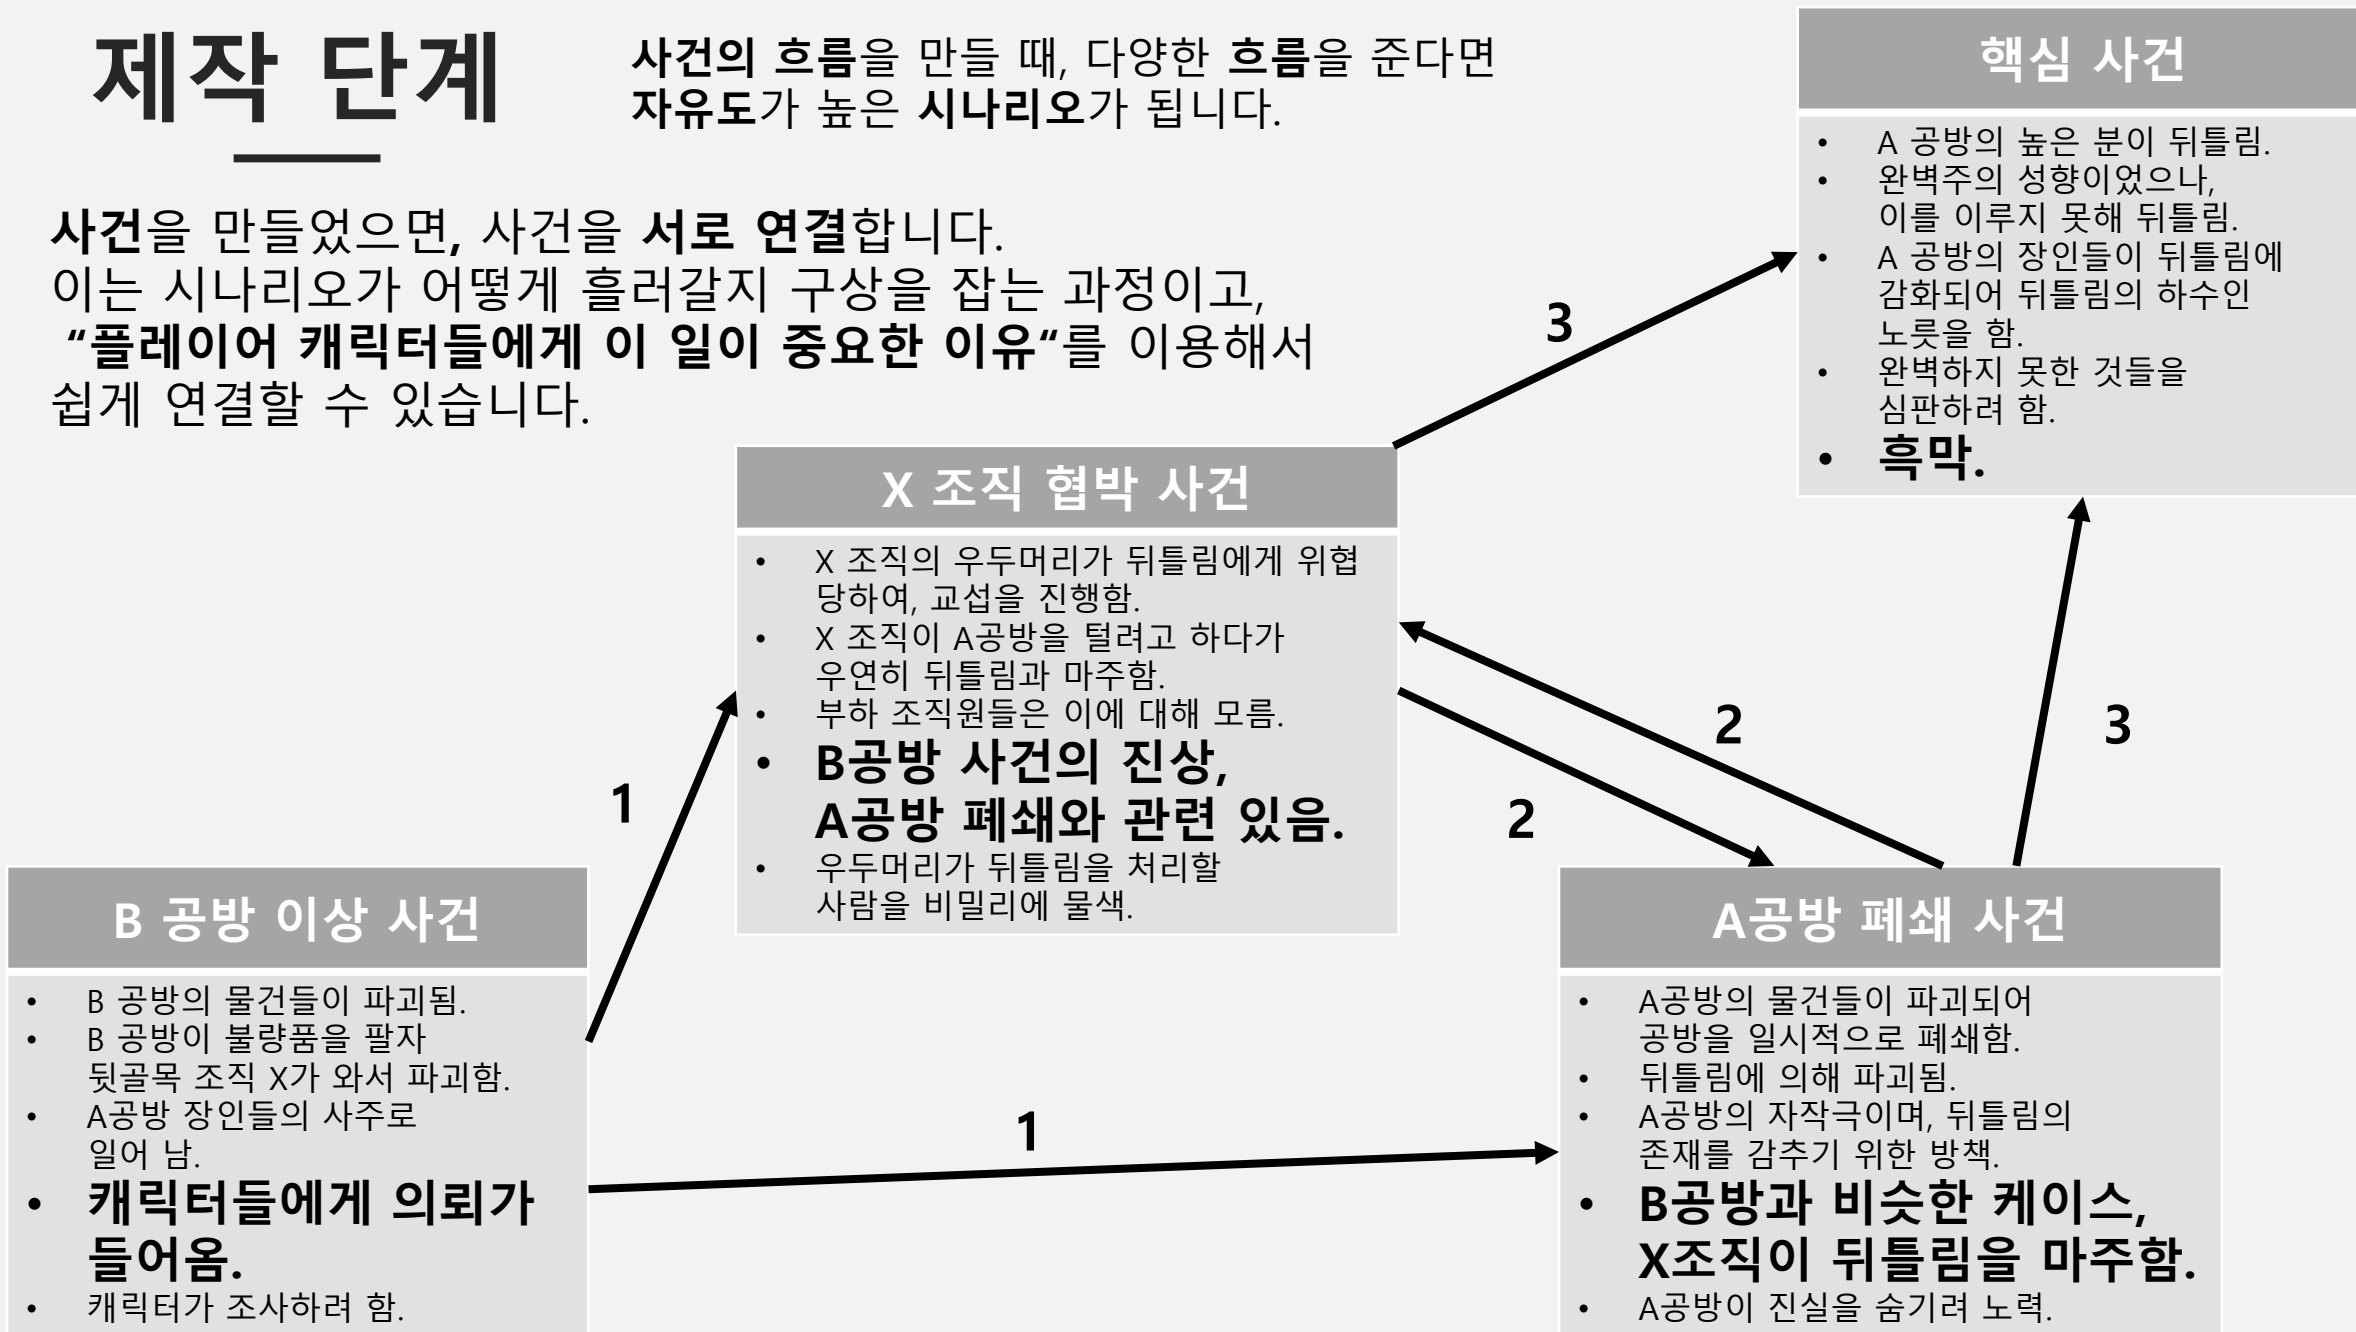 제작 단계
사건의 흐름을 만들 때, 다양한 흐름을 준다면
자유도가 높은 시나리오가 됩니다.
사건을 만들었으면, 사건을 서로 연결합니다.
이는 시나리오가 어떻게 흘러갈지 구상을 잡는 과정이고,
“플레이어 캐릭터들에게 이 일이 중요한 이유“를 이용해서
쉽게 연결할 수 있습니다.
핵심 사건
• A 공방의 높은 분이 뒤틀림.
• 완벽주의 성향이었으나,
이를 이루지 못해 뒤틀림.
• A 공방의 장인들이 뒤틀림에
감화되어 뒤틀림의 하수인
노릇을 함.
• 완벽하지 못한 것들을
심판하려 함.
• 흑막.
3
X 조직 협박 사건
• X 조직의 우두머리가 뒤틀림에게 위협
당하여, 교섭을 진행함.
• X 조직이 A공방을 털려고 하다가
우연히 뒤틀림과 마주함.
• 부하 조직원들은 이에 대해 모름.
• B공방 사건의 진상,
A공방 폐쇄와 관련 있음.
• 우두머리가 뒤틀림을 처리할
사람을 비밀리에 물색.
2
3
1
2
B 공방 이상 사건
• B 공방의 물건들이 파괴됨.
• B 공방이 불량품을 팔자
뒷골목 조직 X가 와서 파괴함.
• A공방 장인들의 사주로
일어 남.
• 캐릭터들에게 의뢰가
들어옴.
• 캐릭터가 조사하려 함.
1
A공방 폐쇄 사건
• A공방의 물건들이 파괴되어
공방을 일시적으로 폐쇄함.
• 뒤틀림에 의해 파괴됨.
• A공방의 자작극이며, 뒤틀림의
존재를 감추기 위한 방책.
• B공방과 비슷한 케이스,
X조직이 뒤틀림을 마주함.
• A공방이 진실을 숨기려 노력.